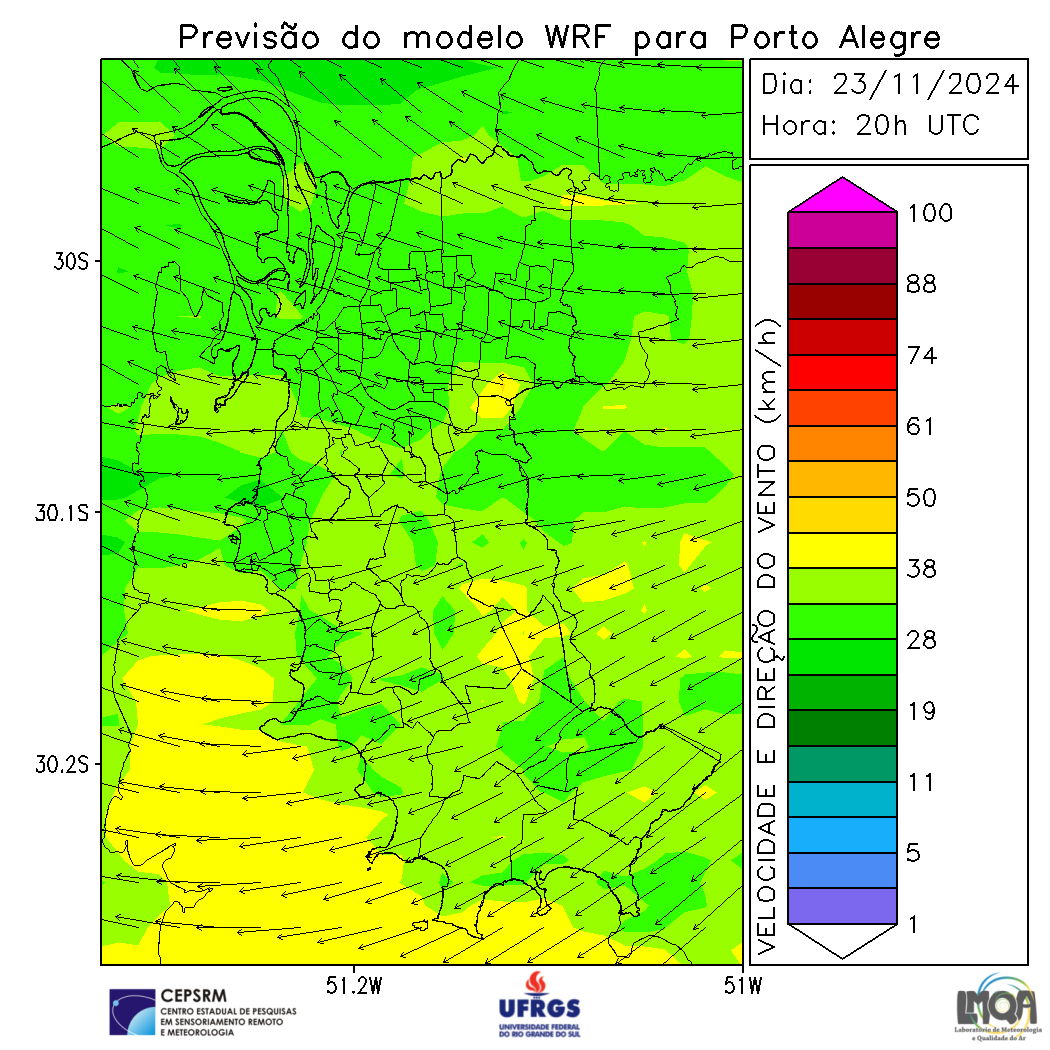 Previsão do modelo WRF para Porto Alegre
Dia: 23/11/2024
Hora: 20h UTC
30S
30.1S
30.2S
51.2W
51W
VELOCIDADE E DIREÇÃO DO VENTO (km/h)
100
88
74
61
50
38
28
19
11
5
1
CEPSRM
CENTRO ESTADUAL DE PESQUISAS
EM SENSORIAMENTO REMOTO
E METEOROLOGIA
UFRGS
UNIVERSIDADE FEDERAL
DO RIO GRANDE DO SUL
LMQA
Laboratório de Meteorologia
e Qualidade do Ar